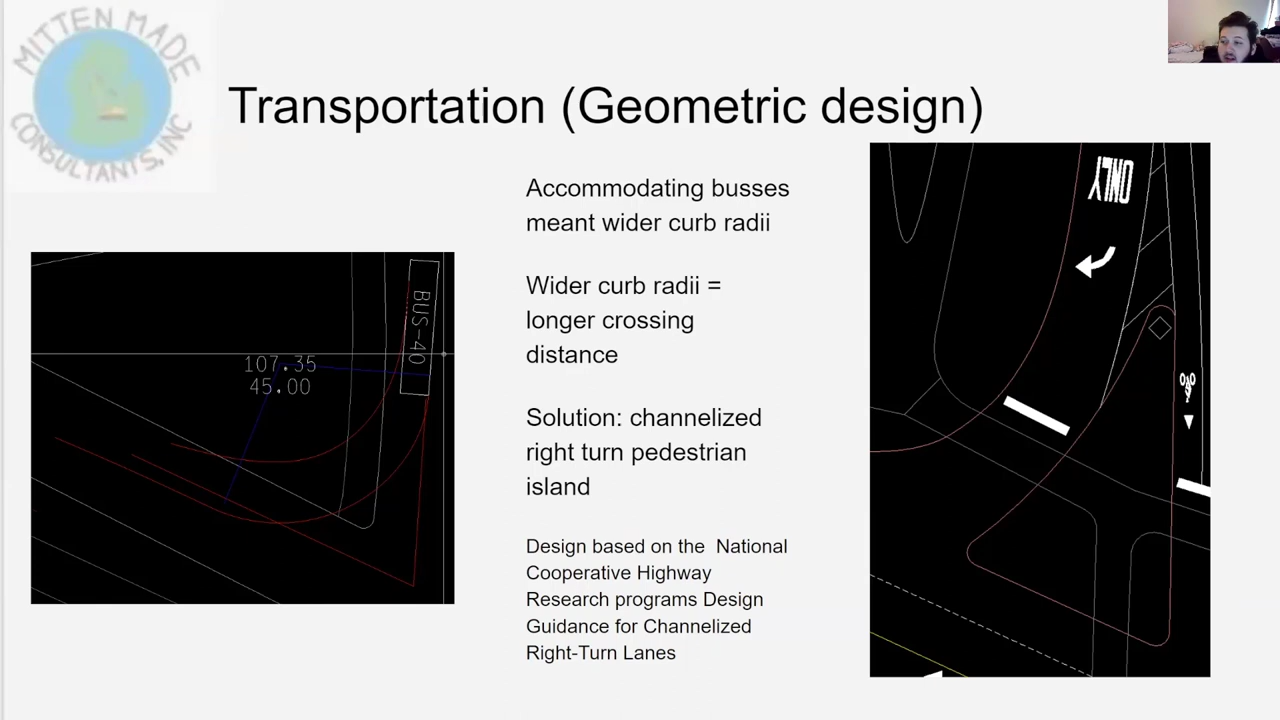 MITTEN MADE
CONSULTANTS, INC
Transportation (Geometric design)
107.35
45.00
BUS-40
Accommodating busses
meant wider curb radii
Wider curb radii =
longer crossing
distance
Solution: channelized
right turn pedestrian
island
Design based on the  National
Cooperative Highway
Research programs Design
Guidance for Channelized
Right-Turn Lanes
ONLY